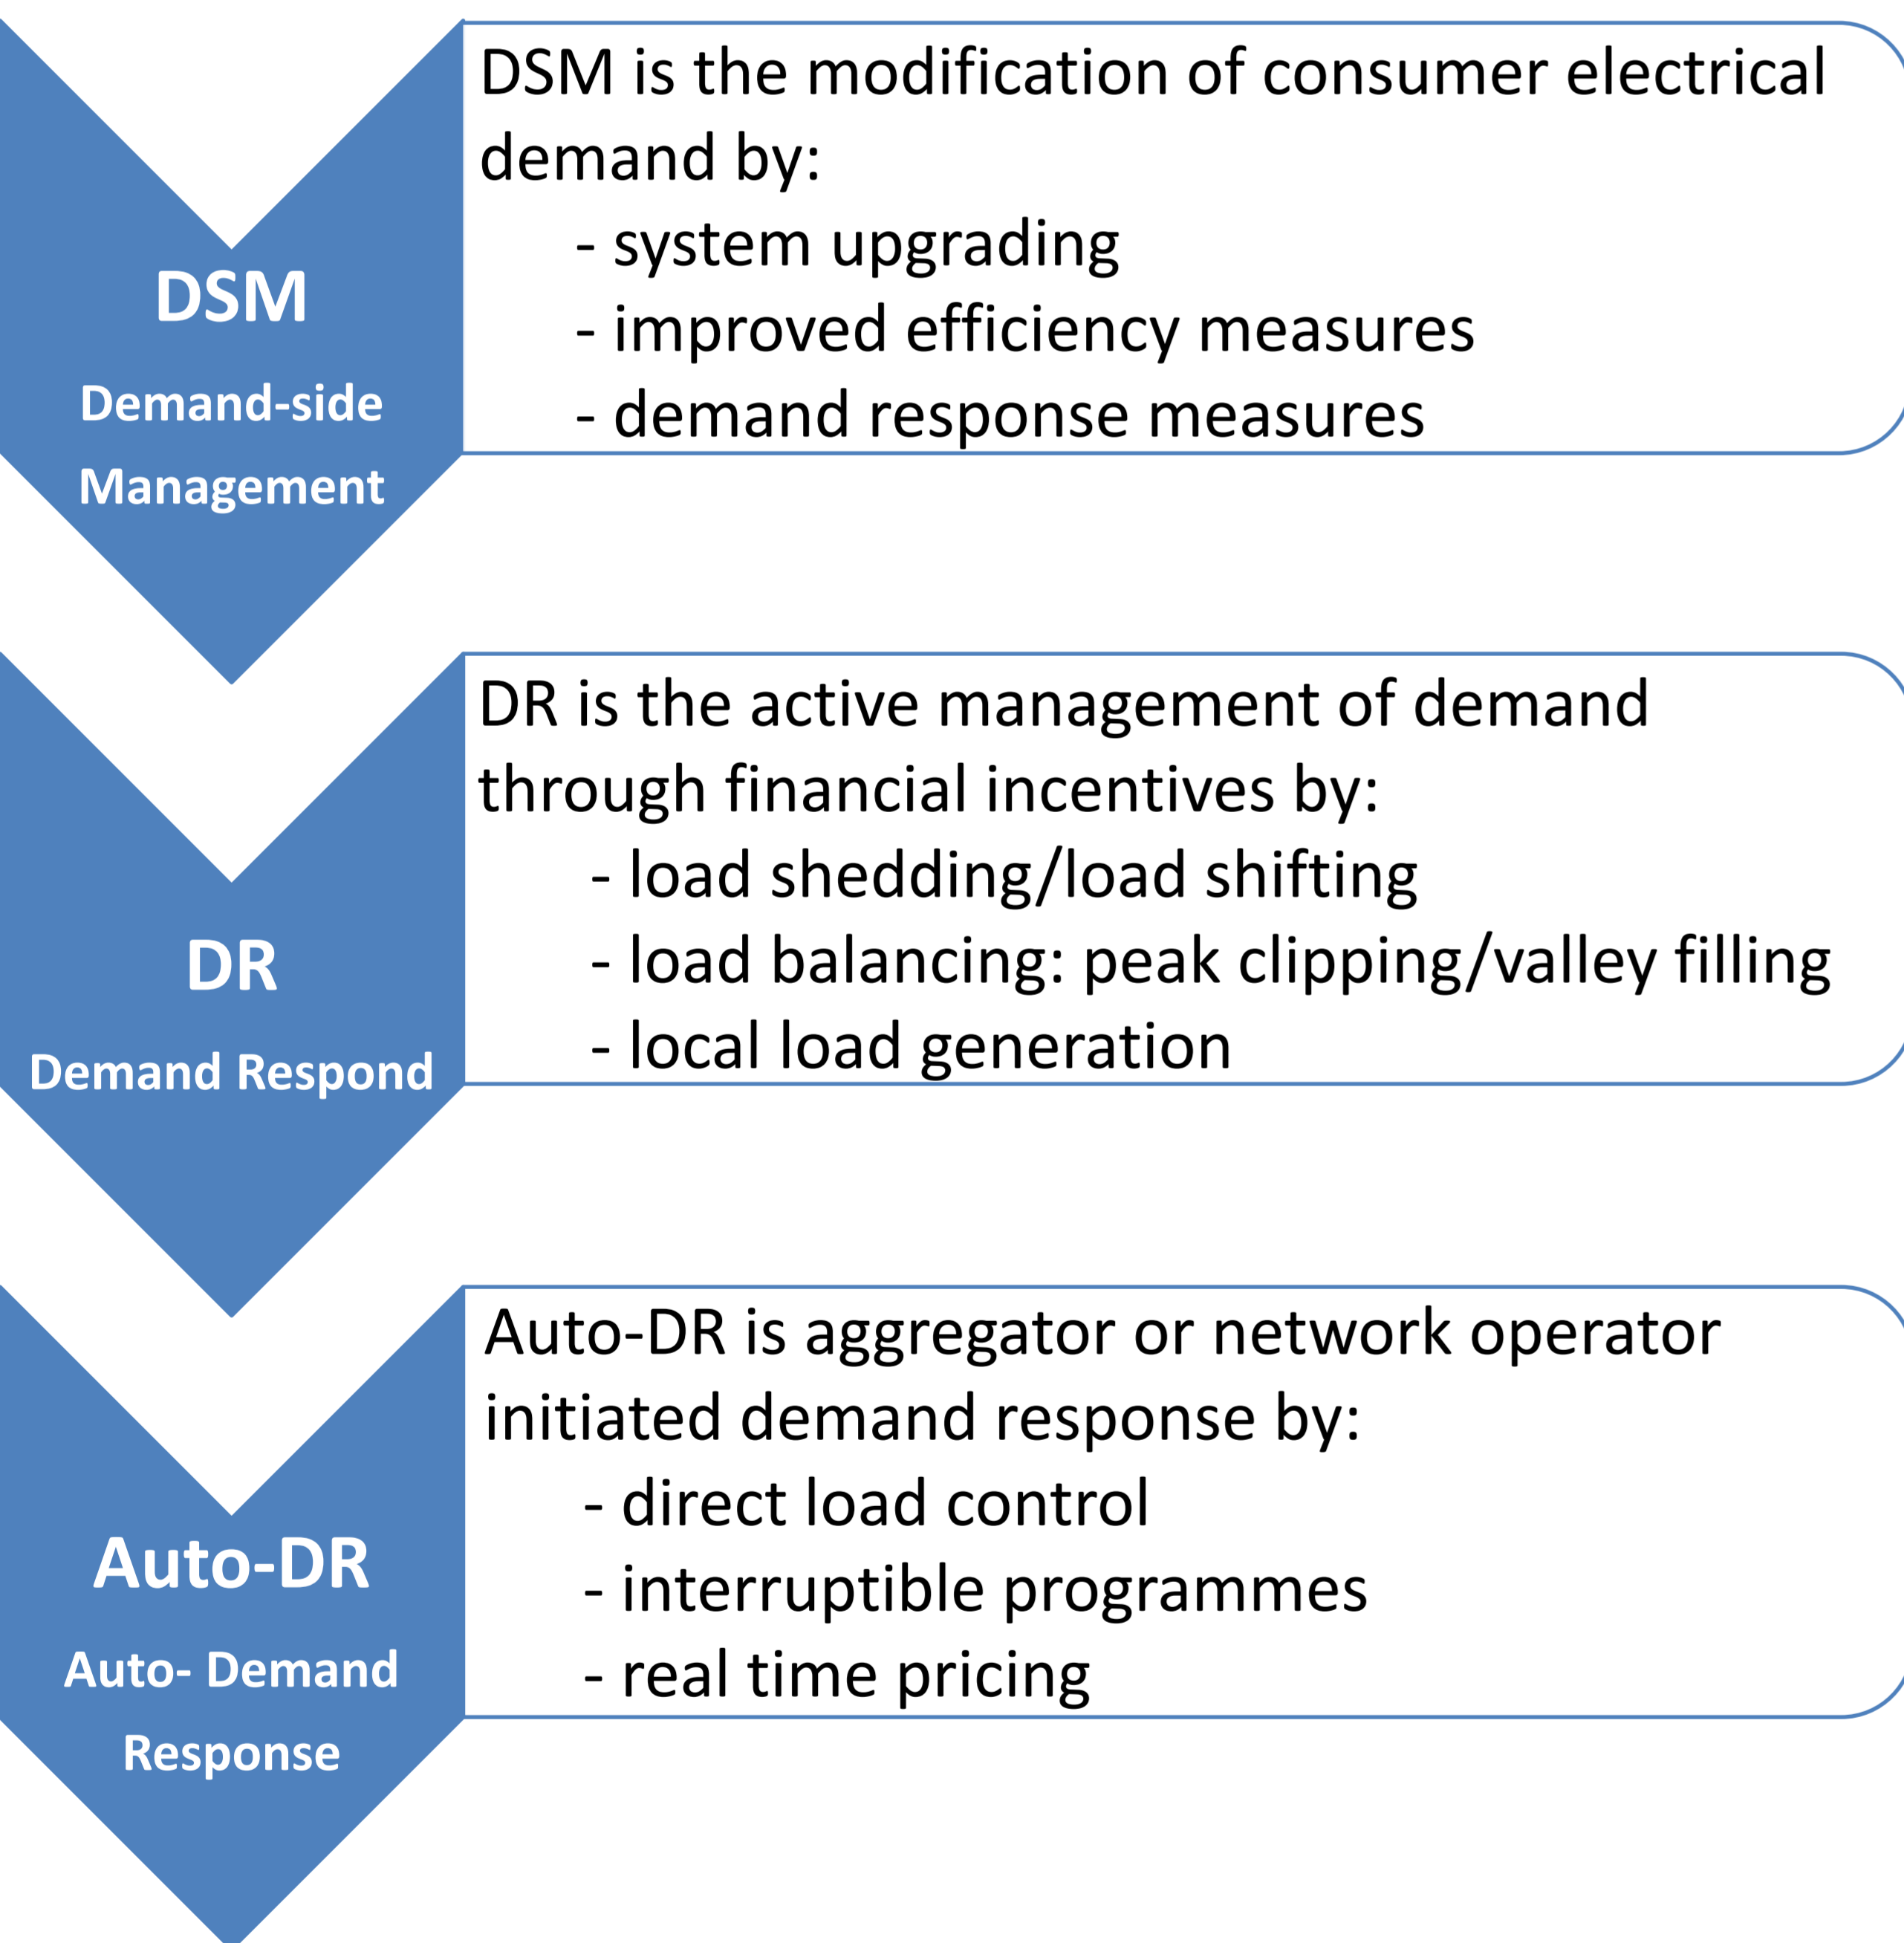 DSM
Demand-side
Management
DSM is the modification of consumer electrical
demand by:
- system upgrading
- improved efficiency measures
- demand response measures
DR
Demand Respond
DR is the active management of demand
through financial incentives by:
- load shedding/load shifting
- load balancing: peak clipping/valley filling
- local load generation
Auto-DR
Auto- Demand
Response
Auto-DR is aggregator or network operator
initiated demand response by:
- direct load control
- interruptible programmes
- real time pricing